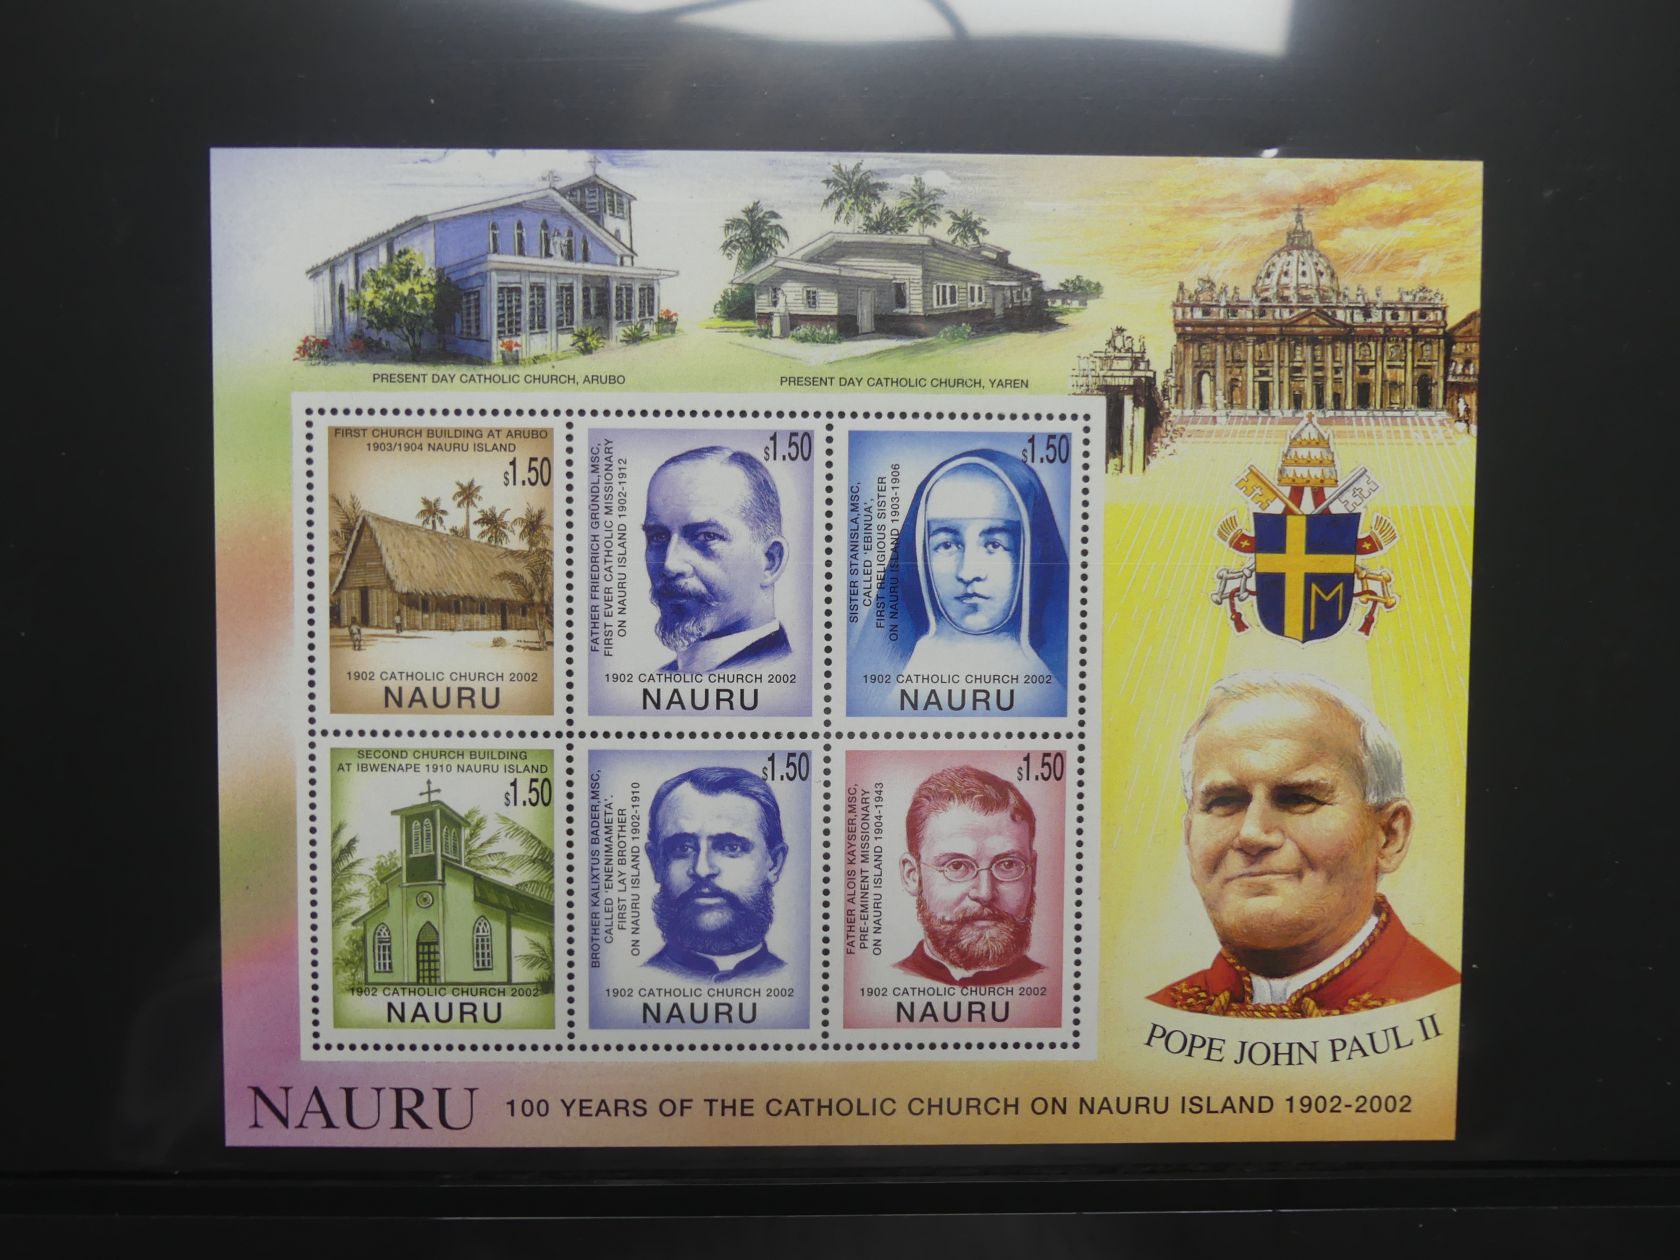 PRESENT DAY CATHOLIC CHURCH, ARUBO
PRESENT DAY CATHOLIC CHURCH, YAREN
FIRST CHURCH BUILDING AT ARUBO
1903/1904 NAURU ISLAND
$1.50
1902 CATHOLIC CHURCH 2002
NAURU
FATHER FRIEDRICH GRÜNDL,MSC,
FIRST EVER CATHOLIC MISSIONARY
ON NAURU ISLAND 1902-1912
$1.50
1902 CATHOLIC CHURCH 2002
NAURU
SISTER STANISLA,MSC,
CALLED 'EBINUA',
FIRST RELIGIOUS SISTER
ON NAURU ISLAND 1903-1906
$1.50
1902 CATHOLIC CHURCH 2002
NAURU
SECOND CHURCH BUILDING
AT IBWENAPE 1910 NAURU ISLAND
$1.50
1902 CATHOLIC CHURCH 2002
NAURU
BROTHER KALIXTUS BADER,MSC,
CALLED 'ENENIMAMETA'.
FIRST LAY BROTHER
ON NAURU ISLAND 1902-1910
$1.50
1902 CATHOLIC CHURCH 2002
NAURU
FATHER ALOIS KAYSER,MSC,
PRE-EMINENT MISSIONARY
ON NAURU ISLAND 1904-1943
$1.50
1902 CATHOLIC CHURCH 2002
NAURU
M
POPE JOHN PAUL II
NAURU 100 YEARS OF THE CATHOLIC CHURCH ON NAURU ISLAND 1902-2002